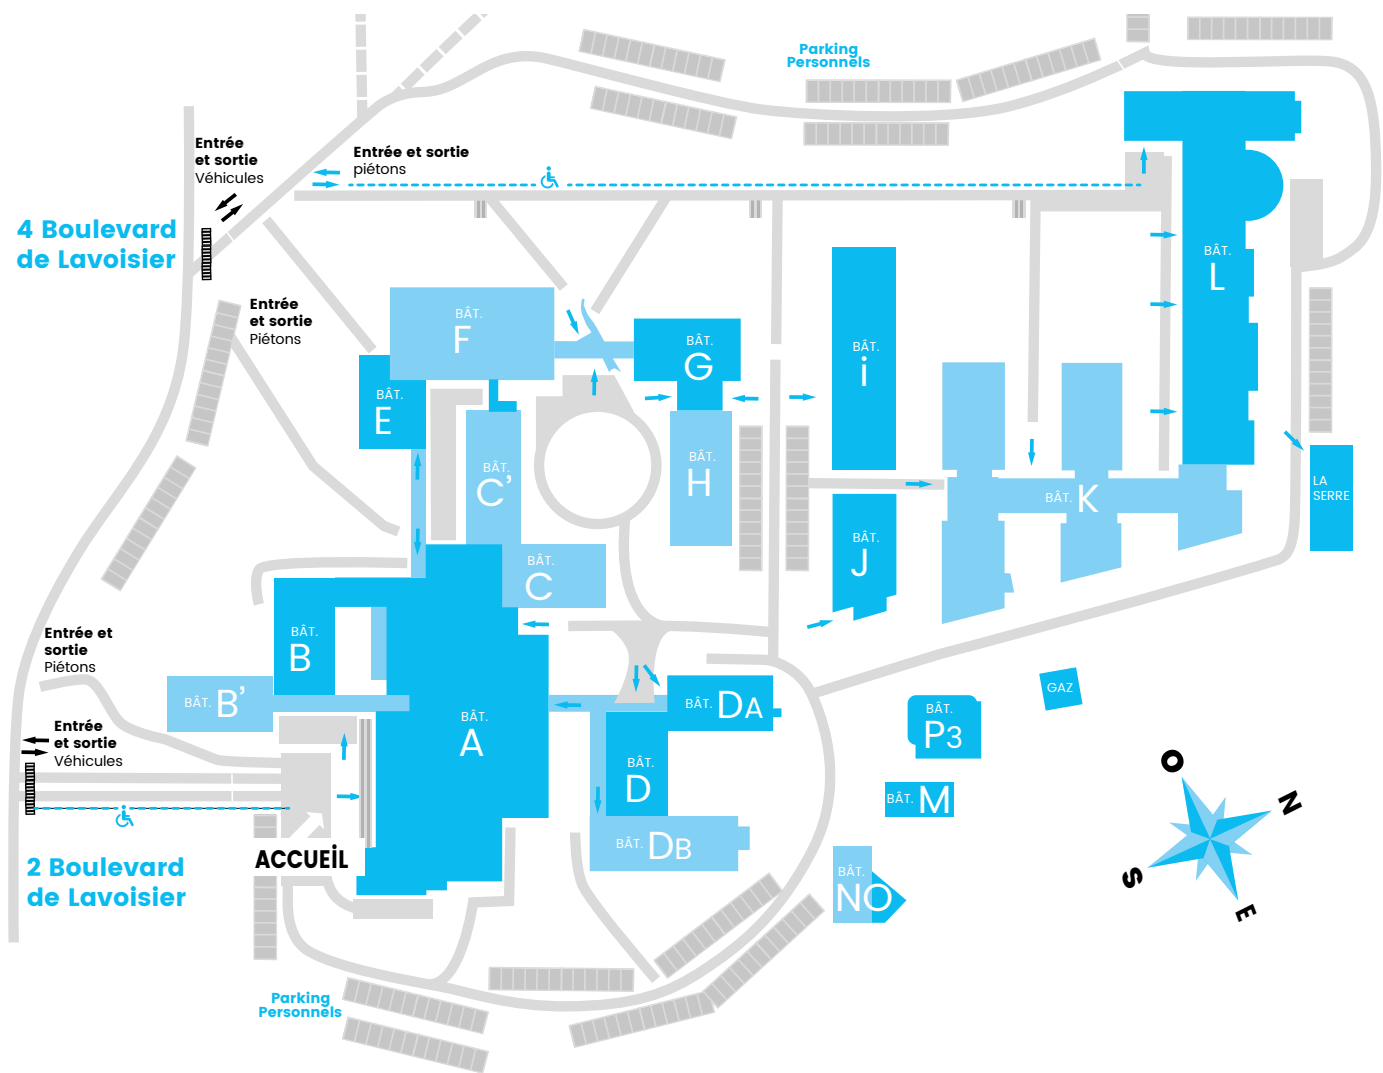 Parking
Personnels
Entrée
et sortie
Véhicules
Entrée et sortie
piétons
4 Boulevard
de Lavoisier
Entrée
et sortie
Piétons
BÂT.
F
BÂT.
G
BÂT.
i
BÂT.
L
BÂT.
E
BÂT.
C’
BÂT.
H
BÂT. K
LA
SERRE
BÂT.
J
BÂT.
C
Entrée et
sortie
Piétons
BÂT.
B
BÂT. B’
BÂT.
A
BÂT. DA
GAZ
BÂT.
P3
Entrée
et sortie
Véhicules
BÂT.
D
BÂT. M
BÂT. DB
ACCUEIL
2 Boulevard
de Lavoisier
BÂT.
NO
O
N
S
E
Parking
Personnels